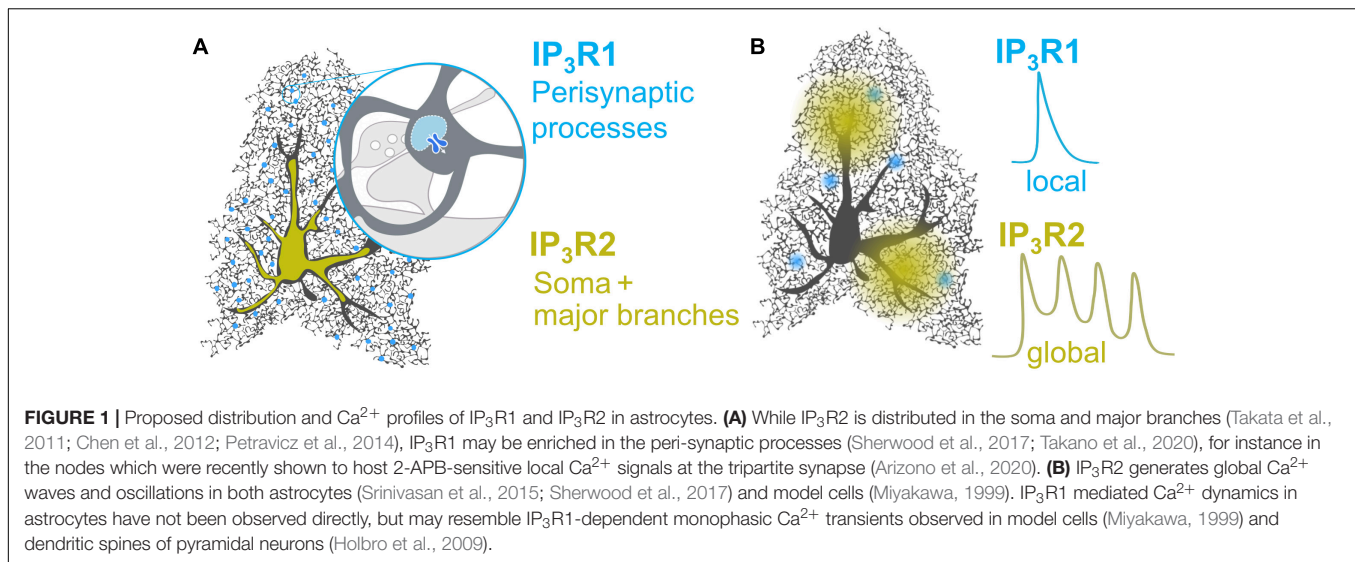 A
IP₃R1
Perisynaptic
processes
IP₃R2
Soma +
major branches
B
IP₃R1
local
IP₃R2
global
FIGURE 1 | Proposed distribution and Ca²⁺ profiles of IP₃R1 and IP₃R2 in astrocytes. (A) While IP₃R2 is distributed in the soma and major branches (Takata et al.,
2011; Chen et al., 2012; Petravicz et al., 2014), IP₃R1 may be enriched in the peri-synaptic processes (Sherwood et al., 2017; Takano et al., 2020), for instance in
the nodes which were recently shown to host 2-APB-sensitive local Ca²⁺ signals at the tripartite synapse (Arizono et al., 2020). (B) IP₃R2 generates global Ca²⁺
waves and oscillations in both astrocytes (Srinivasan et al., 2015; Sherwood et al., 2017) and model cells (Miyakawa, 1999). IP₃R1 mediated Ca²⁺ dynamics in
astrocytes have not been observed directly, but may resemble IP₃R1-dependent monophasic Ca²⁺ transients observed in model cells (Miyakawa, 1999) and
dendritic spines of pyramidal neurons (Holbro et al., 2009).